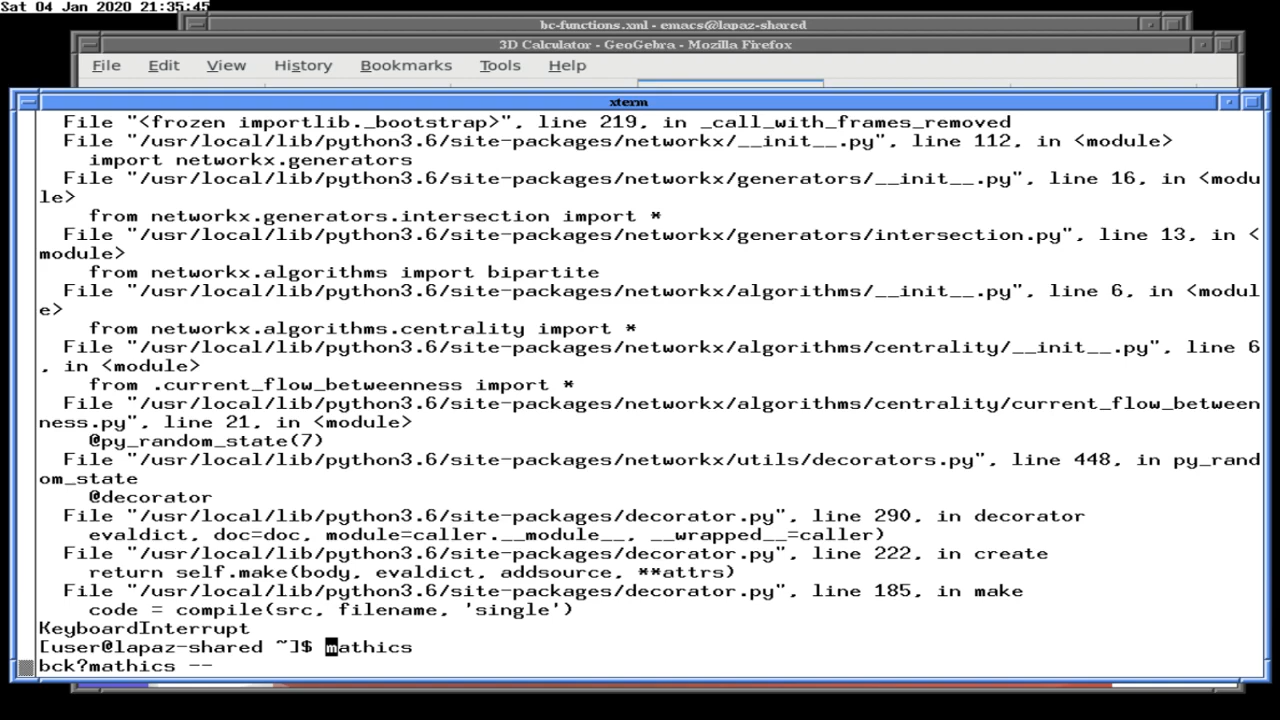 Sat 04 Jan 2020 21:35:45
bc-functions.xml - emacs@lapaz-shared
3D Calculator - GeoGebra - Mozilla Firefox
File Edit View History Bookmarks Tools Help
xterm
  File "<frozen importlib._bootstrap>", line 219, in _call_with_frames_removed
  File "/usr/local/lib/python3.6/site-packages/networkx/__init__.py", line 112, in <module>
    import networkx.generators
  File "/usr/local/lib/python3.6/site-packages/networkx/generators/__init__.py", line 16, in <modu
le>
    from networkx.generators.intersection import *
  File "/usr/local/lib/python3.6/site-packages/networkx/generators/intersection.py", line 13, in <
module>
    from networkx.algorithms import bipartite
  File "/usr/local/lib/python3.6/site-packages/networkx/algorithms/__init__.py", line 6, in <modul
e>
    from networkx.algorithms.centrality import *
  File "/usr/local/lib/python3.6/site-packages/networkx/algorithms/centrality/__init__.py", line 6
, in <module>
    from .current_flow_betweenness import *
  File "/usr/local/lib/python3.6/site-packages/networkx/algorithms/centrality/current_flow_between
ness.py", line 21, in <module>
    @py_random_state(7)
  File "/usr/local/lib/python3.6/site-packages/networkx/utils/decorators.py", line 448, in py_rand
om_state
    @decorator
  File "/usr/local/lib/python3.6/site-packages/decorator.py", line 290, in decorator
    evaldict, doc=doc, module=caller.__module__, __wrapped__=caller)
  File "/usr/local/lib/python3.6/site-packages/decorator.py", line 222, in create
    return self.make(body, evaldict, addsource, **attrs)
  File "/usr/local/lib/python3.6/site-packages/decorator.py", line 185, in make
    code = compile(src, filename, 'single')
KeyboardInterrupt
[user@lapaz-shared ~]$ mathics
bck?mathics --